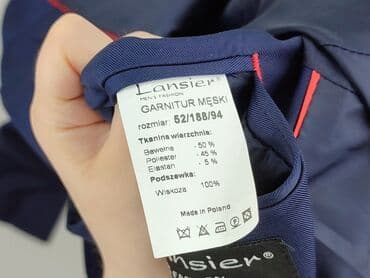 Lansier
MEN'S FASHION
GARNITUR MĘSKI
rozmiar: 52/188/94
Tkanina wierzchnia:
Bawełna - 50 %
Poliester - 45 %
Elastan - 5 %
Podszewka:
Wiskoza 100%
Made in Poland
ansier